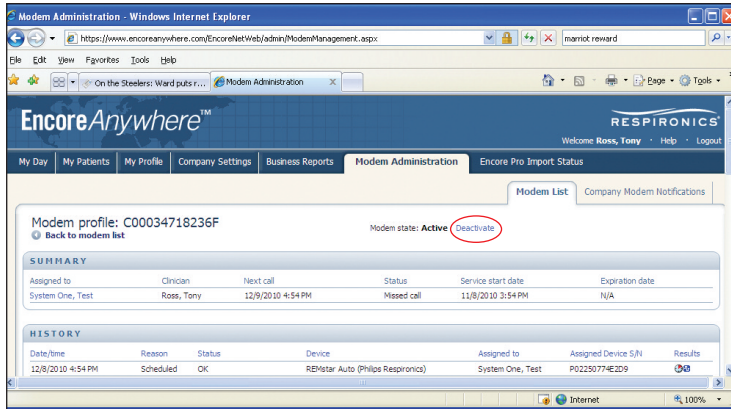 Modem Administration - Windows Internet Explorer
https://www.encoreanywhere.com/EncoreNetWeb/admin/ModemManagement.aspx
marriot reward
File Edit View Favorites Tools Help
On the Steelers: Ward puts r... Modem Administration X Page Tools
EncoreAnywhere™
RESPIRONICS®
Welcome Ross, Tony · Help · Logout
My Day My Patients My Profile Company Settings Business Reports Modem Administration Encore Pro Import Status
Modem List Company Modem Notifications
Modem profile: C00034718236F
Modem state: Active Deactivate
Back to modem list
SUMMARY
Assigned to Clinician Next call Status Service start date Expiration date
System One, Test Ross, Tony 12/9/2010 4:54 PM Missed call 11/8/2010 3:54 PM N/A
HISTORY
Date/time Reason Status Device Assigned to Assigned Device S/N Results
12/8/2010 4:54 PM Scheduled OK REMstar Auto (Philips Respironics) System One, Test P02250774E2D9
Internet 100%